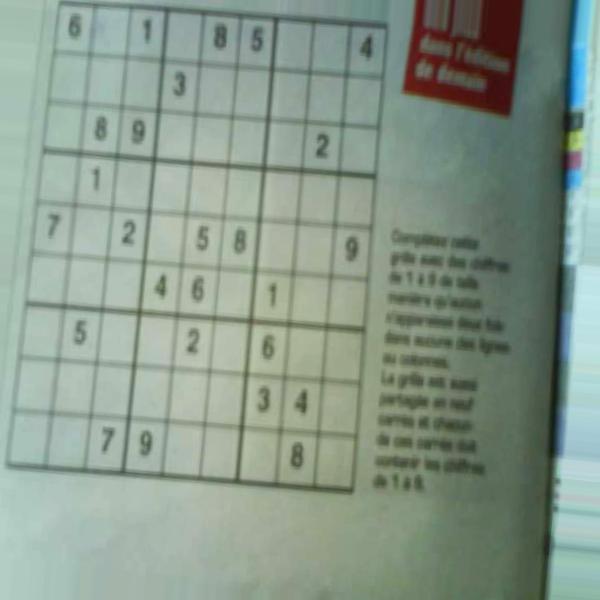 6 1 8 5 4
3
8 9 2
1
7 2 5 8 9
4 6 1
5 2 6
3 4
7 9 8
dans l'édition
de demain
Complétez cette
grille avec des chiffres
de 1 à 9 de telle
manière qu'aucun
n'apparaisse deux fois
dans aucune des lignes
ou colonnes.
La grille est aussi
partagée en neuf
carrés et chacun
de ces carrés doit
contenir les chiffres
de 1 à 9.